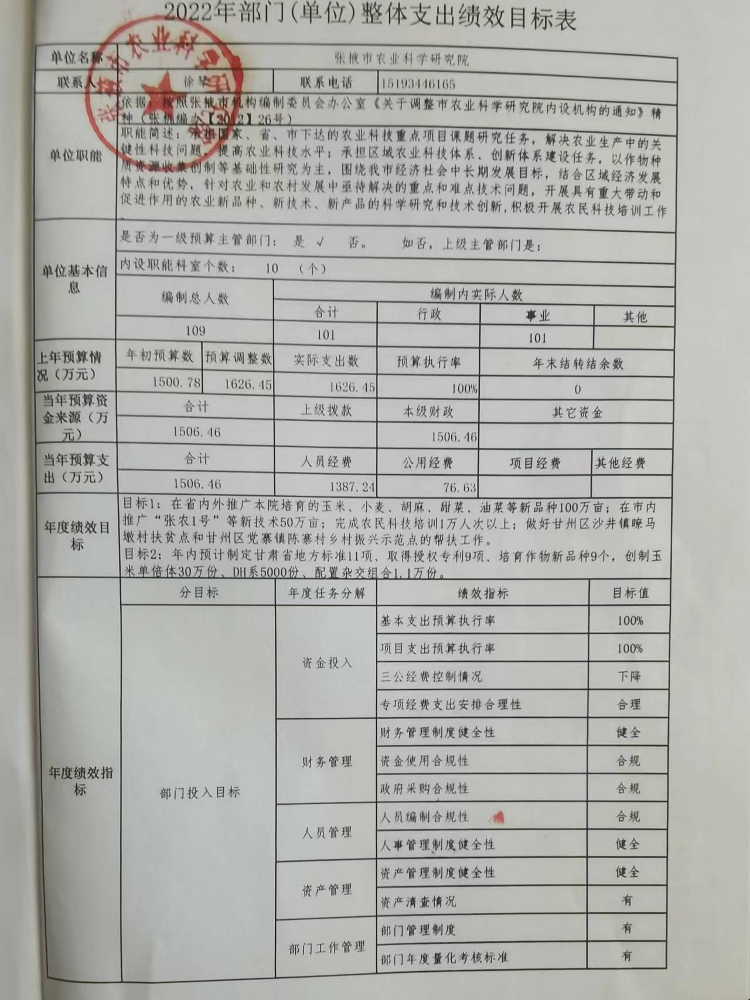 2022年部门(单位)整体支出绩效目标表
单位名称 张掖市农业科学研究院
联系人 徐琴 联系电话 15193446165
单位职能
依据：按照张掖市机构编制委员会办公室《关于调整市农业科学研究院内设机构的通知》精
神（张机编办【2012】26号）
职能简述：承担国家、省、市下达的农业科技重点项目课题研究任务，解决农业生产中的关
键性科技问题，提高农业科技水平；承担区域农业科技体系、创新体系建设任务，以作物种
质资源收集创制等基础性研究为主，围绕我市经济社会中长期发展目标，结合区域经济发展
特点和优势，针对农业和农村发展中亟待解决的重点和难点技术问题，开展具有重大带动和
促进作用的农业新品种、新技术、新产品的科学研究和技术创新,积极开展农民科技培训工作
。
单位基本信
息
是否为一级预算主管部门： 是 √ 否。 如否，上级主管部门是：
内设职能科室个数： 10 （个）
编制总人数 编制内实际人数
合计 行政 事业 其他
109 101 101
上年预算情
况（万元）
年初预算数 预算调整数 实际支出数 预算执行率 年末结转结余数
1500.78 1626.45 1626.45 100% 0
当年预算资
金来源（万
元）
合计 上级拨款 本级财政 其它资金
1506.46 1506.46
当年预算支
出（万元）
合计 人员经费 公用经费 项目经费 其他经费
1506.46 1387.24 76.63
年度绩效目
标
目标1：在省内外推广本院培育的玉米、小麦、胡麻、甜菜、油菜等新品种100万亩；在市内
推广“张农1号”等新技术50万亩；完成农民科技培训1万人次以上；做好甘州区沙井镇暸马
墩村扶贫点和甘州区党寨镇陈寨村乡村振兴示范点的帮扶工作。
目标2：年内预计制定甘肃省地方标准11项、取得授权专利9项、培育作物新品种9个，创制玉
米单倍体30万份、DH系5000份、配置杂交组合1.1万份。
年度绩效指
标
分目标 年度任务分解 绩效指标 目标值
部门投入目标
资金投入
基本支出预算执行率 100%
项目支出预算执行率 100%
三公经费控制情况 下降
专项经费支出安排合理性 合理
财务管理
财务管理制度健全性 健全
资金使用合规性 合规
政府采购合规性 合规
人员管理
人员编制合规性 合规
人事管理制度健全性 健全
资产管理
资产管理制度健全性 健全
资产清查情况 有
部门工作管理
部门管理制度 有
部门年度量化考核标准 有
张掖市农业科学研究院